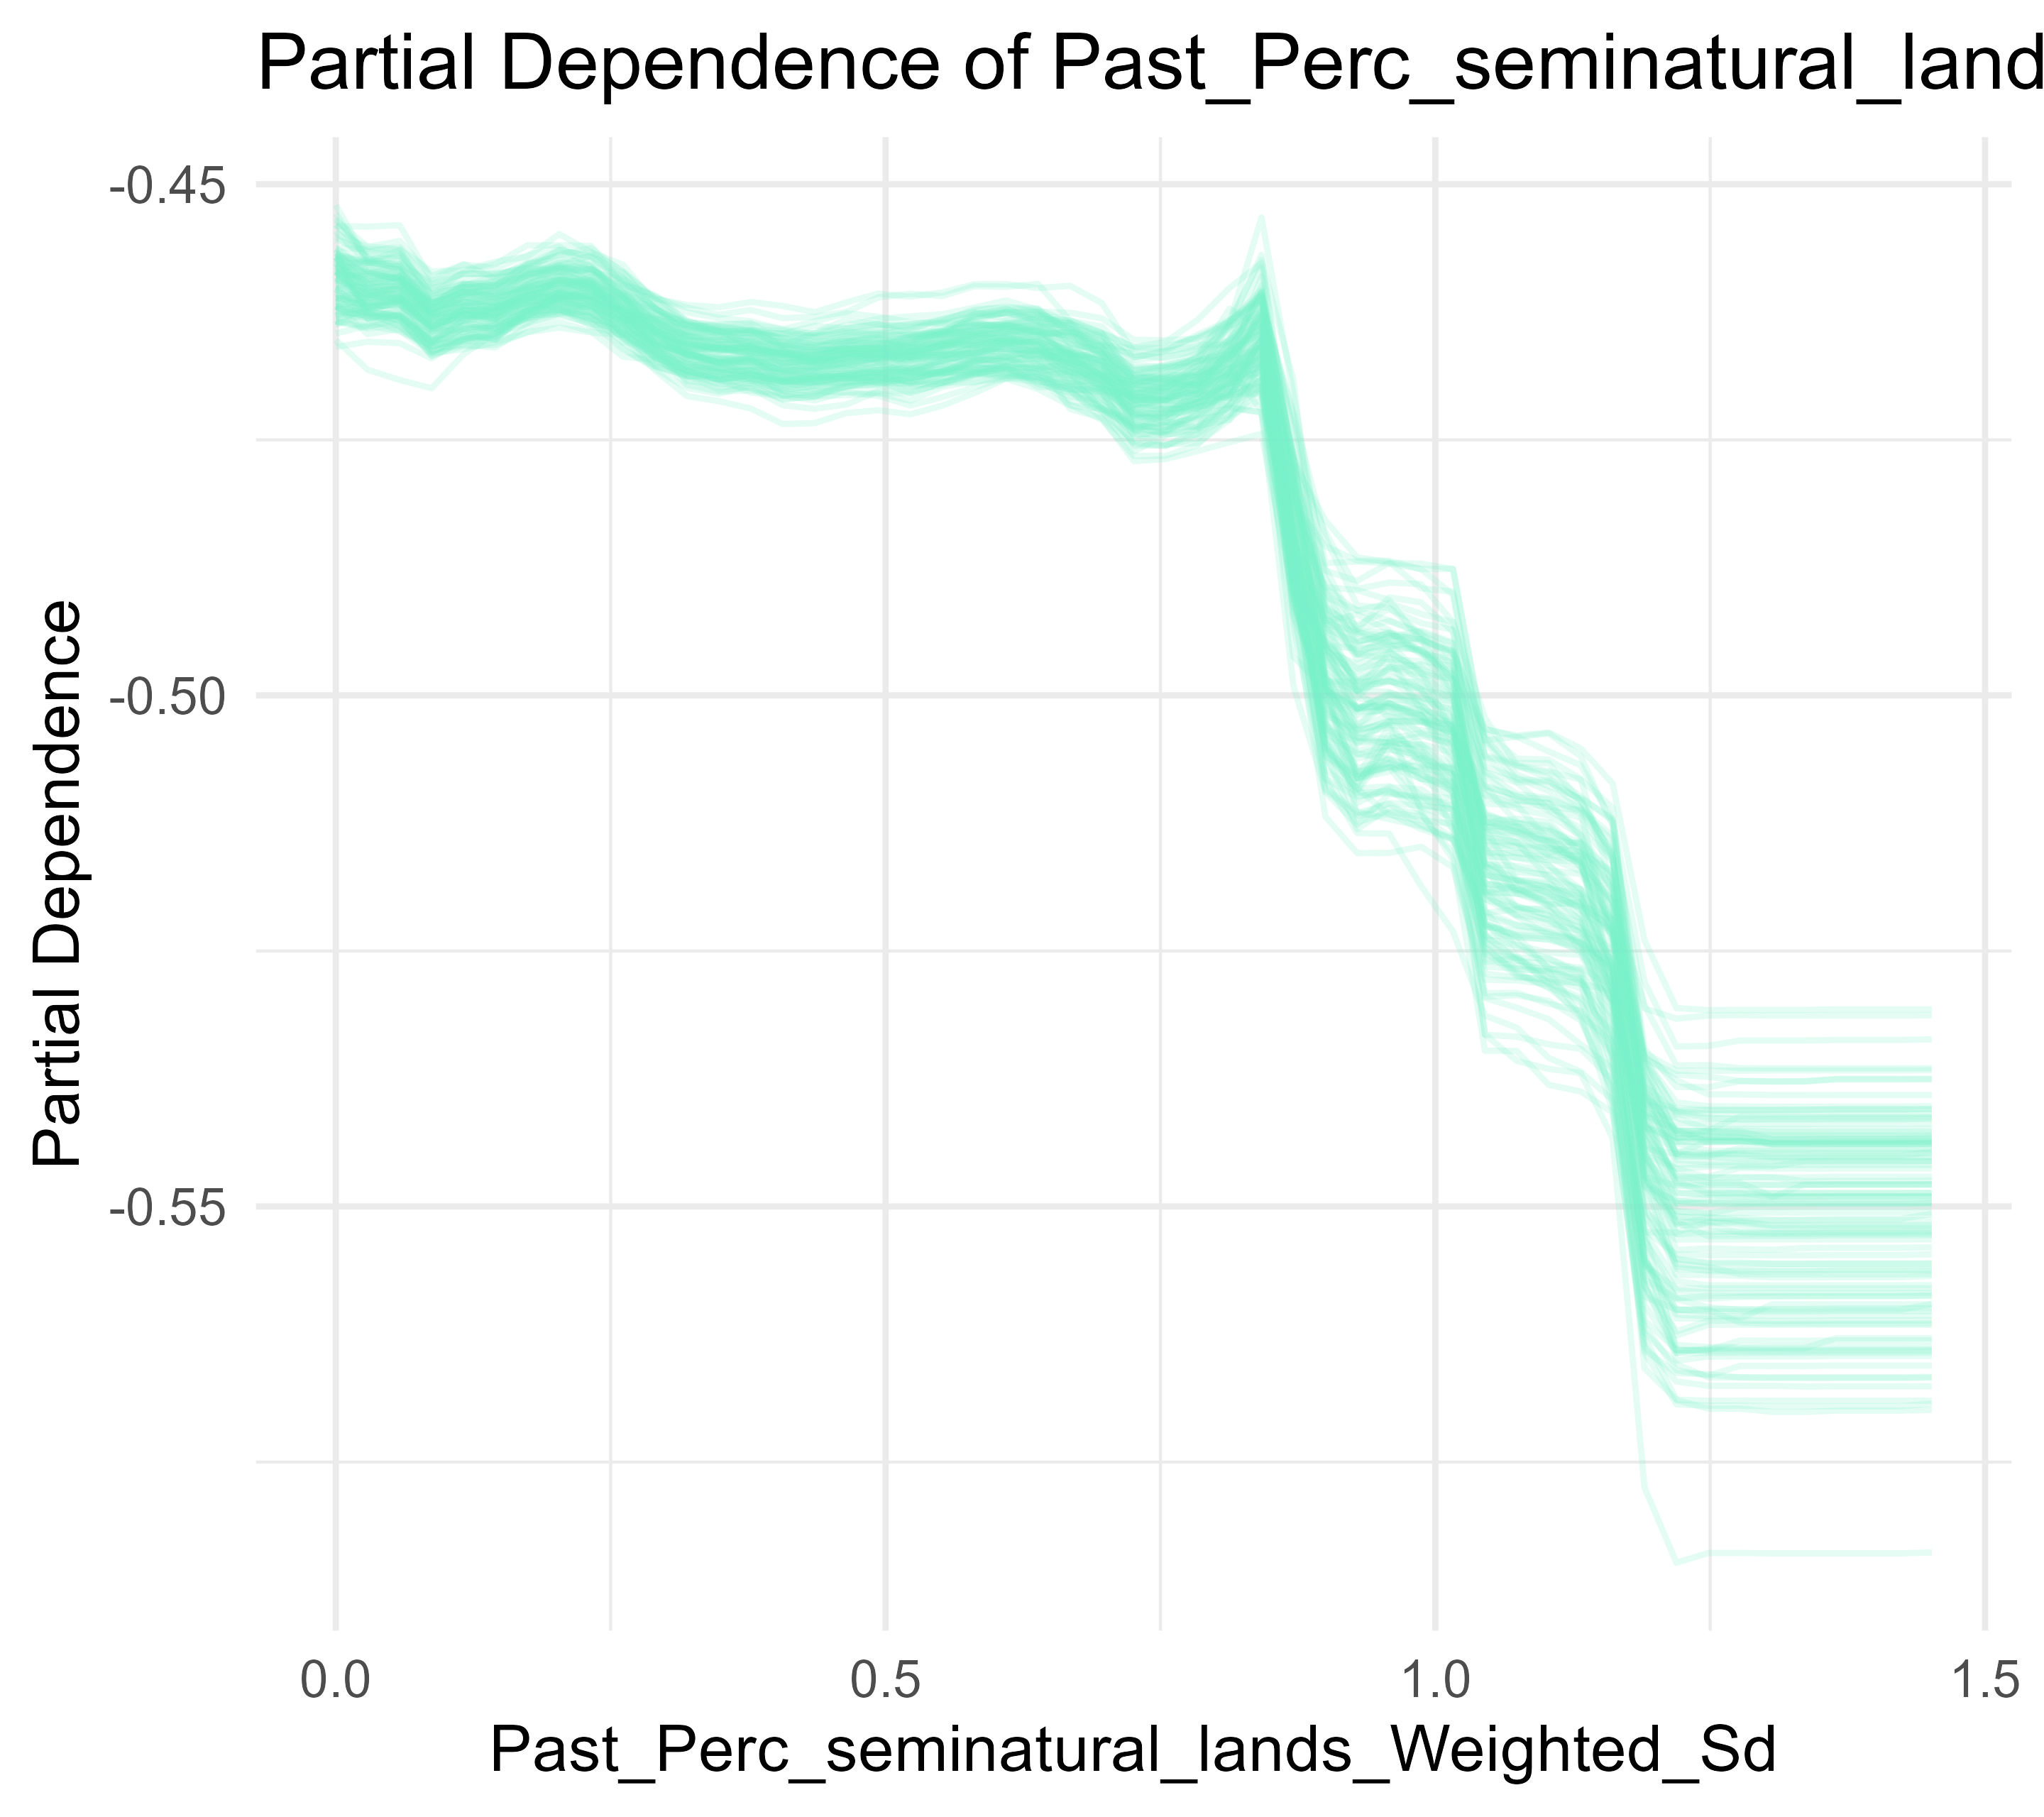 Partial Dependence of Past_Perc_seminatural_land
-0.45
-0.50
-0.55
Partial Dependence
0.0 0.5 1.0 1.5
Past_Perc_seminatural_lands_Weighted_Sd